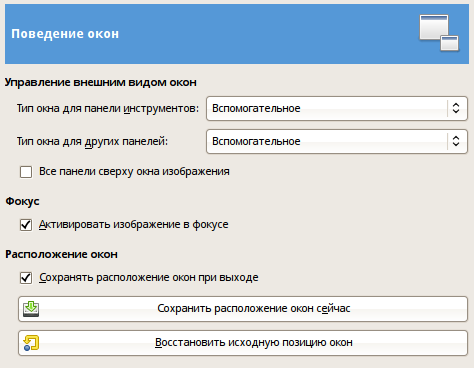 Поведение окон
Управление внешним видом окон
Тип окна для панели инструментов: Вспомогательное
Тип окна для других панелей: Вспомогательное
Все панели сверху окна изображения
Фокус
Активировать изображение в фокусе
Расположение окон
Сохранять расположение окон при выходе
Сохранить расположение окон сейчас
Восстановить исходную позицию окон